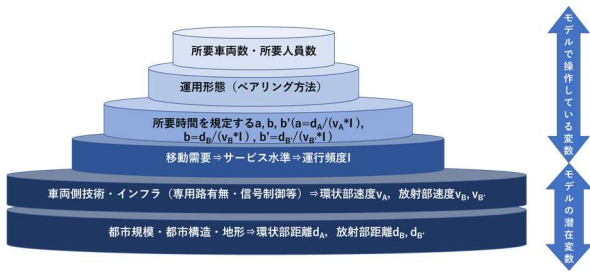 所要車両数・所要人員数
運用形態（ペアリング方法）
所要時間を規定するa, b, b'(a=dA/(vA*I ),
b=dB/(vB*I ) , b'=dB'/(vB'*I )
移動需要⇒サービス水準⇒運行頻度I
車両側技術・インフラ（専用路有無・信号制御等）⇒環状部速度vA，放射部速度vB, vB'
都市規模・都市構造・地形⇒環状部距離dA，放射部距離dB, dB'
モデルで操作している変数
モデルの潜在変数